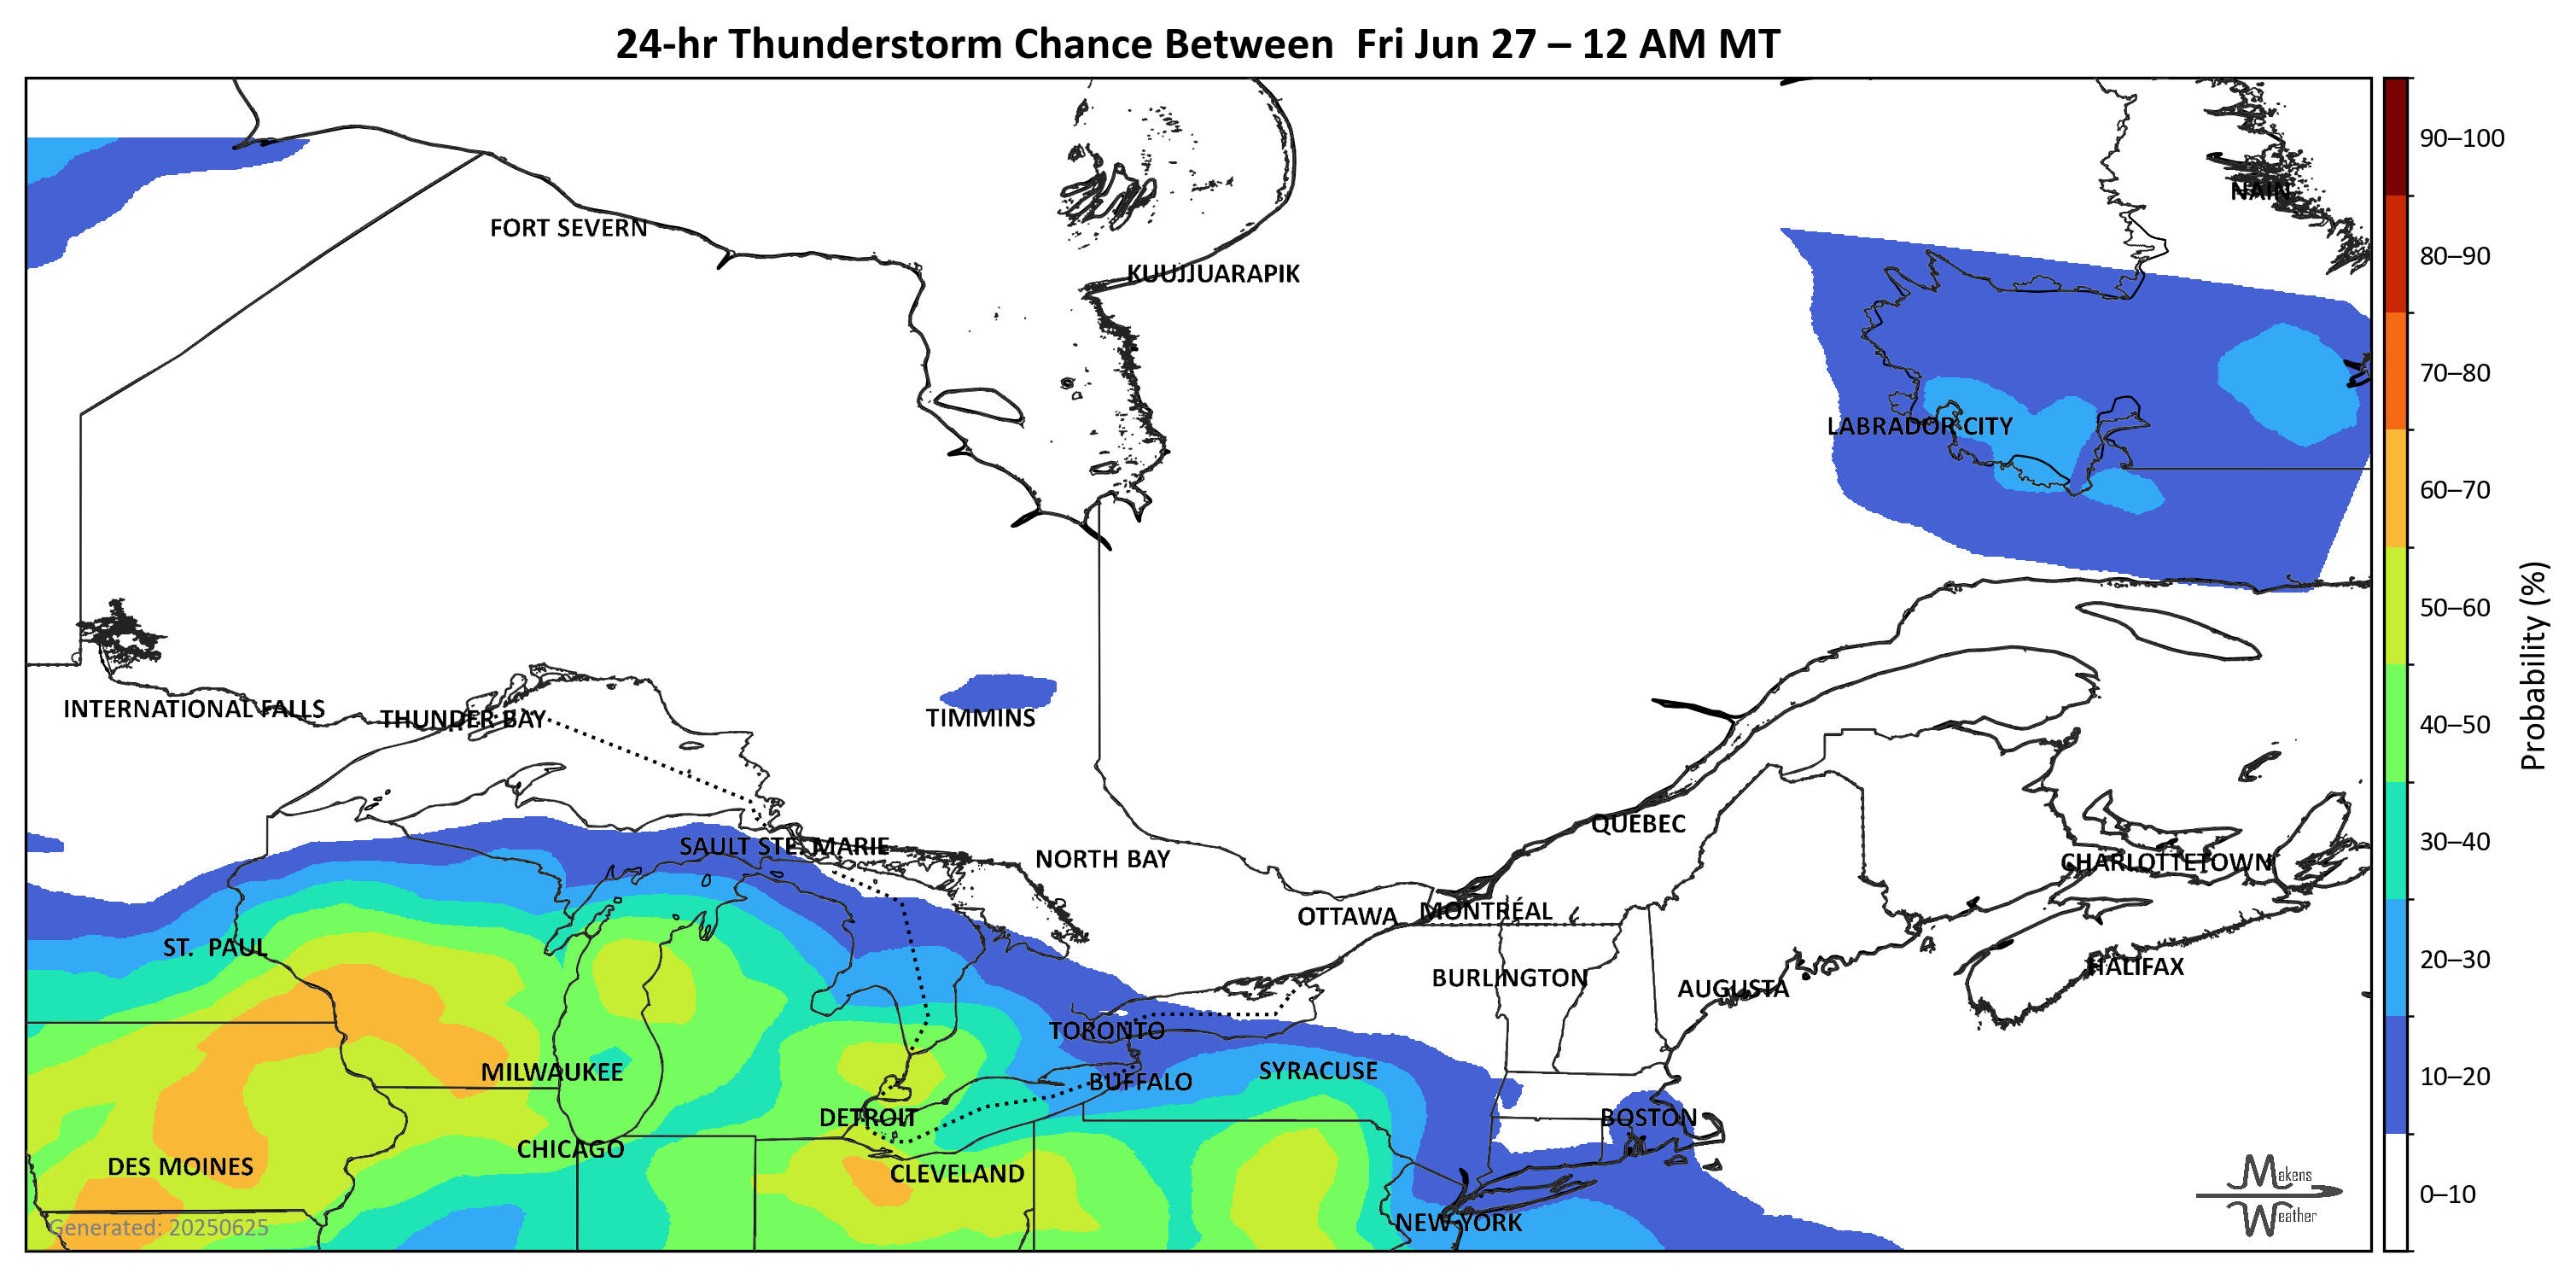 24-hr Thunderstorm Chance Between  Fri Jun 27 – 12 AM MT
90–100
NAIN
FORT SEVERN
80–90
KUUJJUARAPIK
70–80
LABRADOR CITY
60–70
50–60
Probability (%)
INTERNATIONAL FALLS
THUNDER BAY
TIMMINS
40–50
QUEBEC
30–40
SAULT STE. MARIE
NORTH BAY
CHARLOTTETOWN
OTTAWA
MONTRÉAL
ST.  PAUL
20–30
HALIFAX
BURLINGTON
AUGUSTA
TORONTO
MILWAUKEE
SYRACUSE
10–20
BUFFALO
DETROIT
BOSTON
CHICAGO
DES MOINES
CLEVELAND
Makens
Weather
0–10
NEW YORK
Generated: 20250625